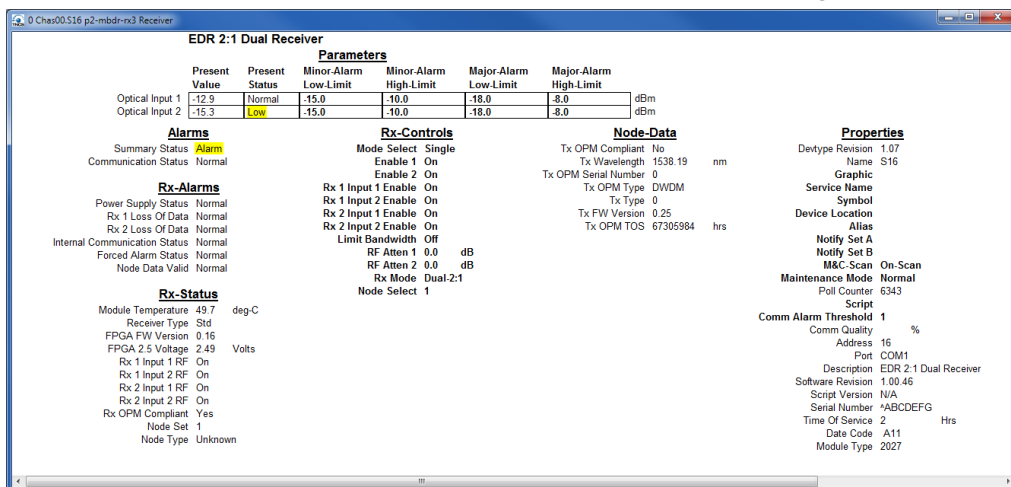 0 Chas00.S16 p2-mbdr-rx3 Receiver
EDR 2:1 Dual Receiver
Parameters
Present Present Minor-Alarm Minor-Alarm Major-Alarm Major-Alarm
Value Status Low-Limit High-Limit Low-Limit High-Limit
Optical Input 1 -12.9 Normal -15.0 -10.0 -18.0 -8.0 dBm
Optical Input 2 -15.3 Low -15.0 -10.0 -18.0 -8.0 dBm
Alarms
Summary Status Alarm
Communication Status Normal
Rx-Alarms
Power Supply Status Normal
Rx 1 Loss Of Data Normal
Rx 2 Loss Of Data Normal
Internal Communication Status Normal
Forced Alarm Status Normal
Node Data Valid Normal
Rx-Status
Module Temperature 49.7 deg-C
Receiver Type Std
FPGA FW Version 0.16
FPGA 2.5 Voltage 2.49 Volts
Rx 1 Input 1 RF On
Rx 1 Input 2 RF On
Rx 2 Input 1 RF On
Rx 2 Input 2 RF On
Rx OPM Compliant Yes
Node Set 1
Node Type Unknown
Rx-Controls
Mode Select Single
Enable 1 On
Enable 2 On
Rx 1 Input 1 Enable On
Rx 1 Input 2 Enable On
Rx 2 Input 1 Enable On
Rx 2 Input 2 Enable On
Limit Bandwidth Off
RF Atten 1 0.0 dB
RF Atten 2 0.0 dB
Rx Mode Dual-2:1
Node Select 1
Node-Data
Tx OPM Compliant No
Tx Wavelength 1538.19 nm
Tx OPM Serial Number 0
Tx OPM Type DWDM
Tx Type 0
Tx FW Version 0.25
Tx OPM TOS 67305984 hrs
Properties
Devtype Revision 1.07
Name S16
Graphic
Service Name
Symbol
Device Location
Alias
Notify Set A
Notify Set B
M&C-Scan On-Scan
Maintenance Mode Normal
Poll Counter 6343
Script
Comm Alarm Threshold 1
Comm Quality %
Address 16
Port COM1
Description EDR 2:1 Dual Receiver
Software Revision 1.00.46
Script Version N/A
Serial Number ^ABCDEFG
Time Of Service 2 Hrs
Date Code A11
Module Type 2027